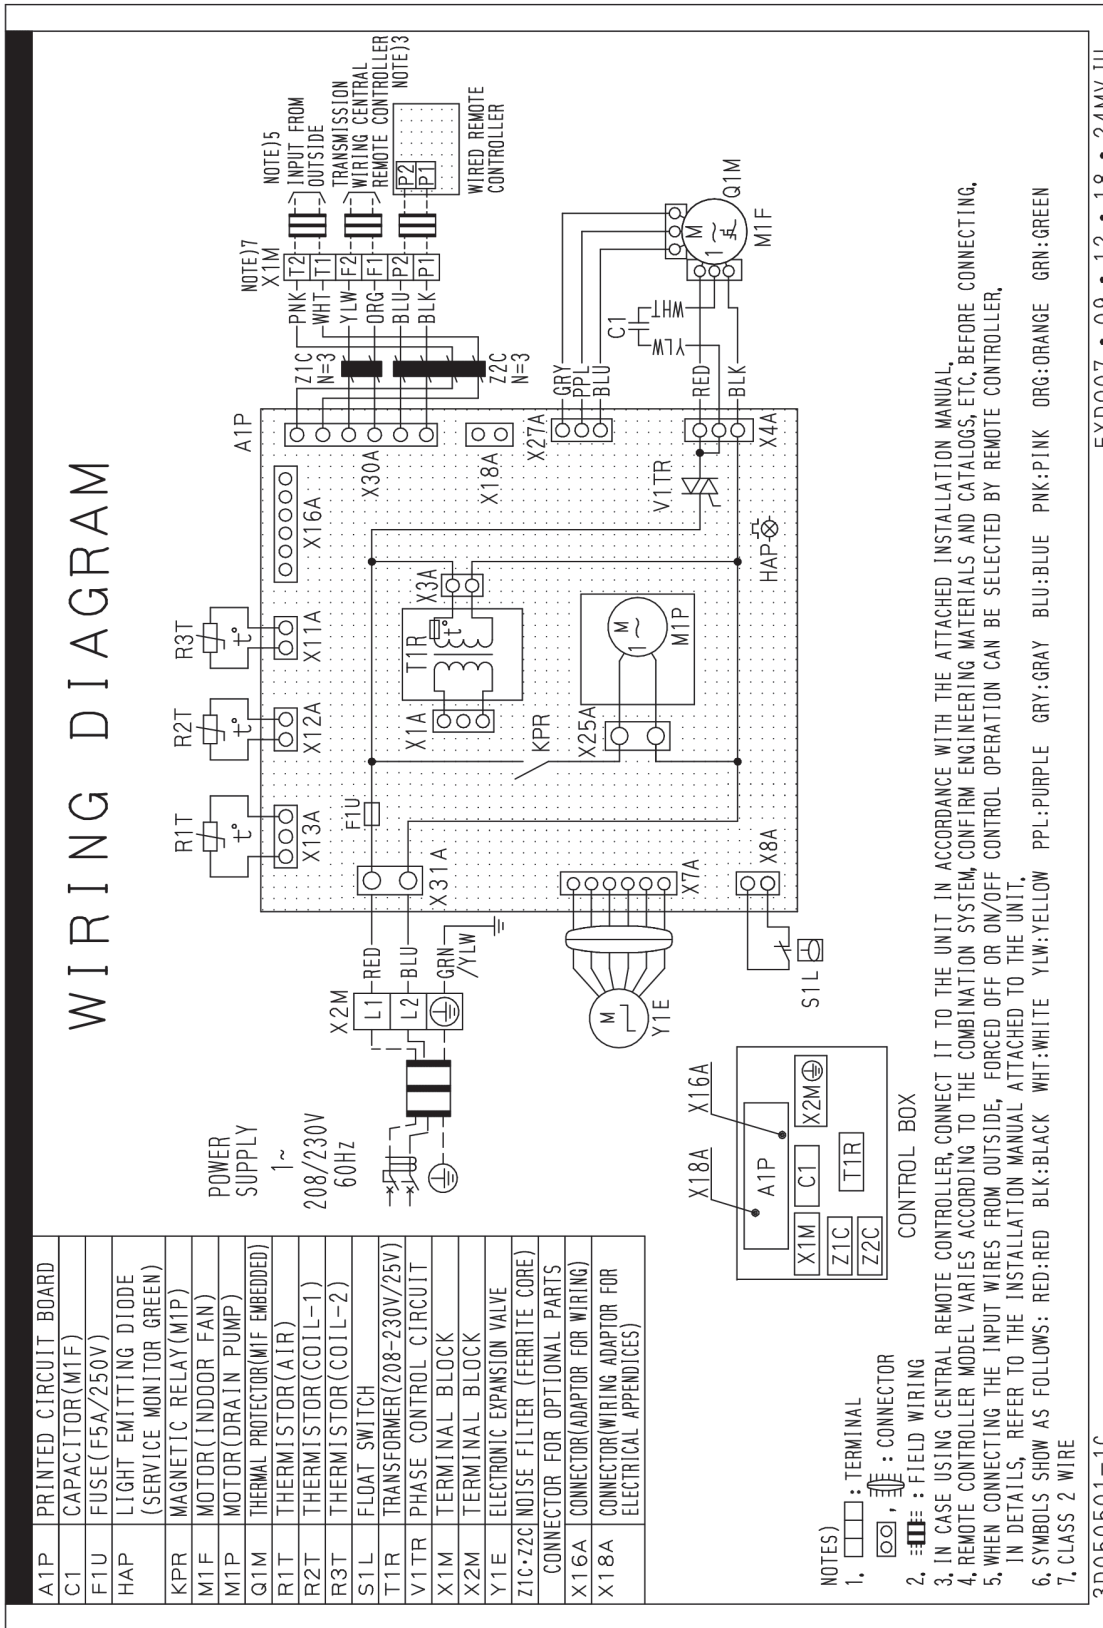 WIRING DIAGRAM
A1P PRINTED CIRCUIT BOARD
C1 CAPACITOR(M1F)
F1U FUSE(F5A/250V)
HAP LIGHT EMITTING DIODE
(SERVICE MONITOR GREEN)
KPR MAGNETIC RELAY(M1P)
M1F MOTOR(INDOOR FAN)
M1P MOTOR(DRAIN PUMP)
Q1M THERMAL PROTECTOR(M1F EMBEDDED)
R1T THERMISTOR(AIR)
R2T THERMISTOR(COIL-1)
R3T THERMISTOR(COIL-2)
S1L FLOAT SWITCH
T1R TRANSFORMER(208-230V/25V)
V1TR PHASE CONTROL CIRCUIT
X1M TERMINAL BLOCK
X2M TERMINAL BLOCK
Y1E ELECTRONIC EXPANSION VALVE
Z1C•Z2C NOISE FILTER (FERRITE CORE)
CONNECTOR FOR OPTIONAL PARTS
X16A CONNECTOR(ADAPTOR FOR WIRING)
X18A CONNECTOR(WIRING ADAPTOR FOR
ELECTRICAL APPENDICES)
POWER
SUPPLY
1~
208/230V
60Hz
X2M
L1
L2
RED
BLU
GRN
/YLW
X31A
F1U
R1T
t°
X13A
R2T
t°
X12A
R3T
t°
X11A
X16A
A1P
X30A
X18A
X27A
X4A
X1A
T1R
t°
X3A
KPR
X25A
M
1~
M1P
V1TR
HAP
X7A
X8A
M
Y1E
S1L
Z1C
N=3
Z2C
N=3
PNK
WHT
YLW
ORG
BLU
BLK
NOTE)7
X1M
T2
T1
F2
F1
P2
P1
NOTE)5
INPUT FROM
OUTSIDE
TRANSMISSION
WIRING CENTRAL
REMOTE CONTROLLER
NOTE)3
P2
P1
WIRED REMOTE
CONTROLLER
GRY
PPL
BLU
C1
YLW
WHT
RED
BLK
M
1~
Q1M
M1F
X18A
X16A
A1P
X1M
C1
X2M
Z1C
Z2C
T1R
CONTROL BOX
NOTES)
1. : TERMINAL
, : CONNECTOR
2. : FIELD WIRING
3. IN CASE USING CENTRAL REMOTE CONTROLLER, CONNECT IT TO THE UNIT IN ACCORDANCE WITH THE ATTACHED INSTALLATION MANUAL.
4. REMOTE CONTROLLER MODEL VARIES ACCORDING TO THE COMBINATION SYSTEM, CONFIRM ENGINEERING MATERIALS AND CATALOGS, ETC. BEFORE CONNECTING.
5. WHEN CONNECTING THE INPUT WIRES FROM OUTSIDE, FORCED OFF OR ON/OFF CONTROL OPERATION CAN BE SELECTED BY REMOTE CONTROLLER.
IN DETAILS, REFER TO THE INSTALLATION MANUAL ATTACHED TO THE UNIT.
6. SYMBOLS SHOW AS FOLLOWS: RED:RED BLK:BLACK WHT:WHITE YLW:YELLOW PPL:PURPLE GRY:GRAY BLU:BLUE PNK:PINK ORG:ORANGE GRN:GREEN
7. CLASS 2 WIRE